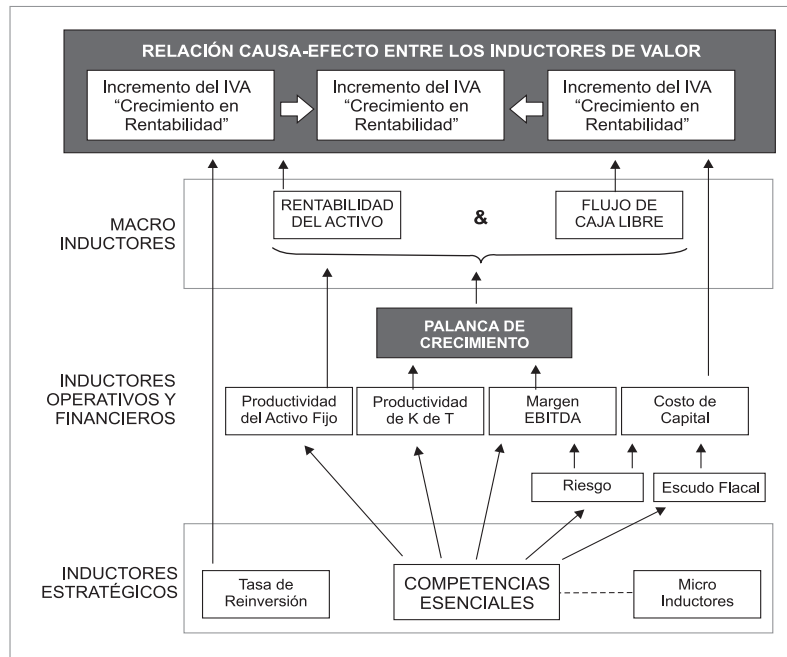 RELACIÓN CAUSA-EFECTO ENTRE LOS INDUCTORES DE VALOR
Incremento del IVA
“Crecimiento en
Rentabilidad”
Incremento del IVA
“Crecimiento en
Rentabilidad”
Incremento del IVA
“Crecimiento en
Rentabilidad”
MACRO
INDUCTORES
RENTABILIDAD
DEL ACTIVO
&
FLUJO DE
CAJA LIBRE
PALANCA DE
CRECIMIENTO
INDUCTORES
OPERATIVOS Y
FINANCIEROS
Productividad
del Activo Fijo
Productividad
de K de T
Margen
EBITDA
Costo de
Capital
Riesgo
Escudo Flacal
INDUCTORES
ESTRATÉGICOS
Tasa de
Reinversión
COMPETENCIAS
ESENCIALES
Micro
Inductores